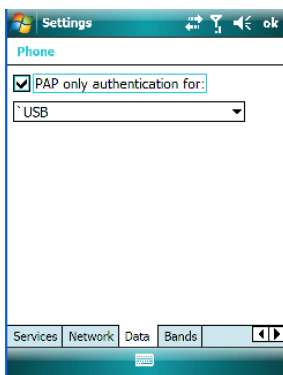 Settings ok
Phone
PAP only authentication for:
`USB
Services Network Data Bands